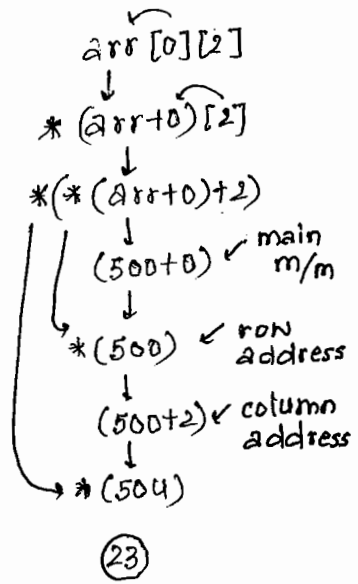 arr[0][2]
*(arr+0)[2]
*(*(arr+0)+2)
(500+0) main m/m
*(500) row address
(500+2) column address
*(504)
23